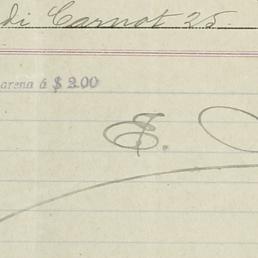 di Carnot 25
arena á $ 2.00
E.